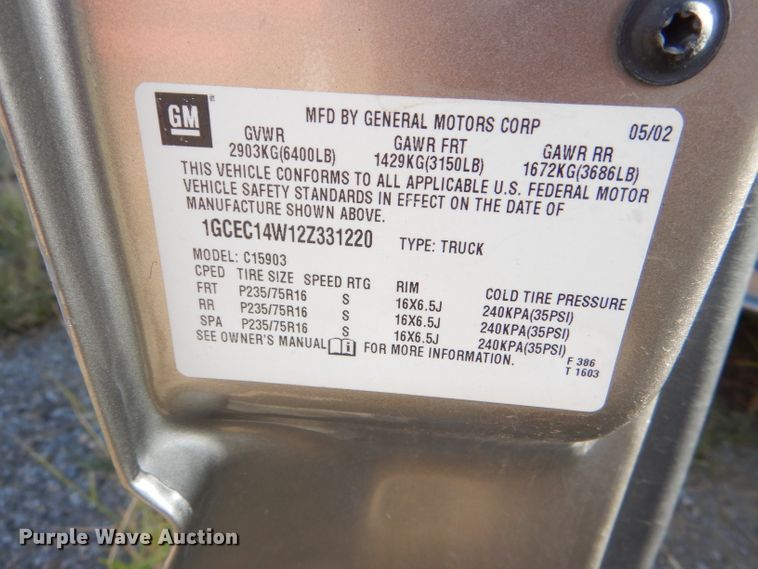 GM
MFD BY GENERAL MOTORS CORP 05/02
GVWR GAWR FRT GAWR RR
2903KG(6400LB) 1429KG(3150LB) 1672KG(3686LB)
THIS VEHICLE CONFORMS TO ALL APPLICABLE U.S. FEDERAL MOTOR
VEHICLE SAFETY STANDARDS IN EFFECT ON THE DATE OF
MANUFACTURE SHOWN ABOVE.
1GCEC14W12Z331220 TYPE: TRUCK
MODEL: C15903
CPED TIRE SIZE SPEED RTG RIM COLD TIRE PRESSURE
FRT P235/75R16 S 16X6.5J 240KPA(35PSI)
RR P235/75R16 S 16X6.5J 240KPA(35PSI)
SPA P235/75R16 S 16X6.5J 240KPA(35PSI)
SEE OWNER'S MANUAL FOR MORE INFORMATION.
F 386
T 1603
Purple Wave Auction